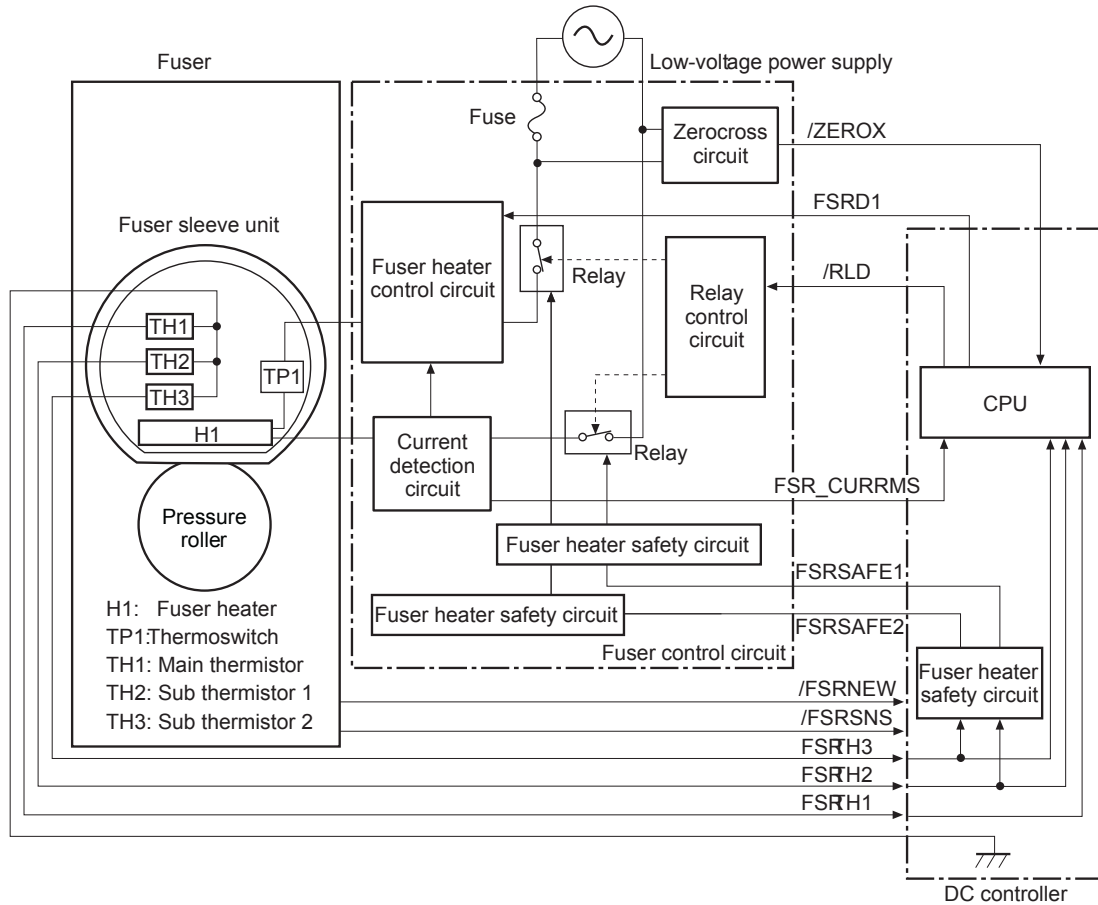 Fuser
Low-voltage power supply
Fuse
Zerocross
circuit
/ZEROX
FSRD1
Fuser sleeve unit
Fuser heater
control circuit
Relay
Relay
control
circuit
/RLD
TH1
TH2
TH3
TP1
H1
CPU
Current
detection
circuit
Relay
FSR_CURRMS
Pressure
roller
Fuser heater safety circuit
FSRSAFE1
Fuser heater safety circuit
FSRSAFE2
Fuser control circuit
Fuser heater
safety circuit
H1: Fuser heater
TP1:Thermoswitch
TH1: Main thermistor
TH2: Sub thermistor 1
TH3: Sub thermistor 2
/FSRNEW
/FSRSNS
FSRTH3
FSRTH2
FSRTH1
DC controller